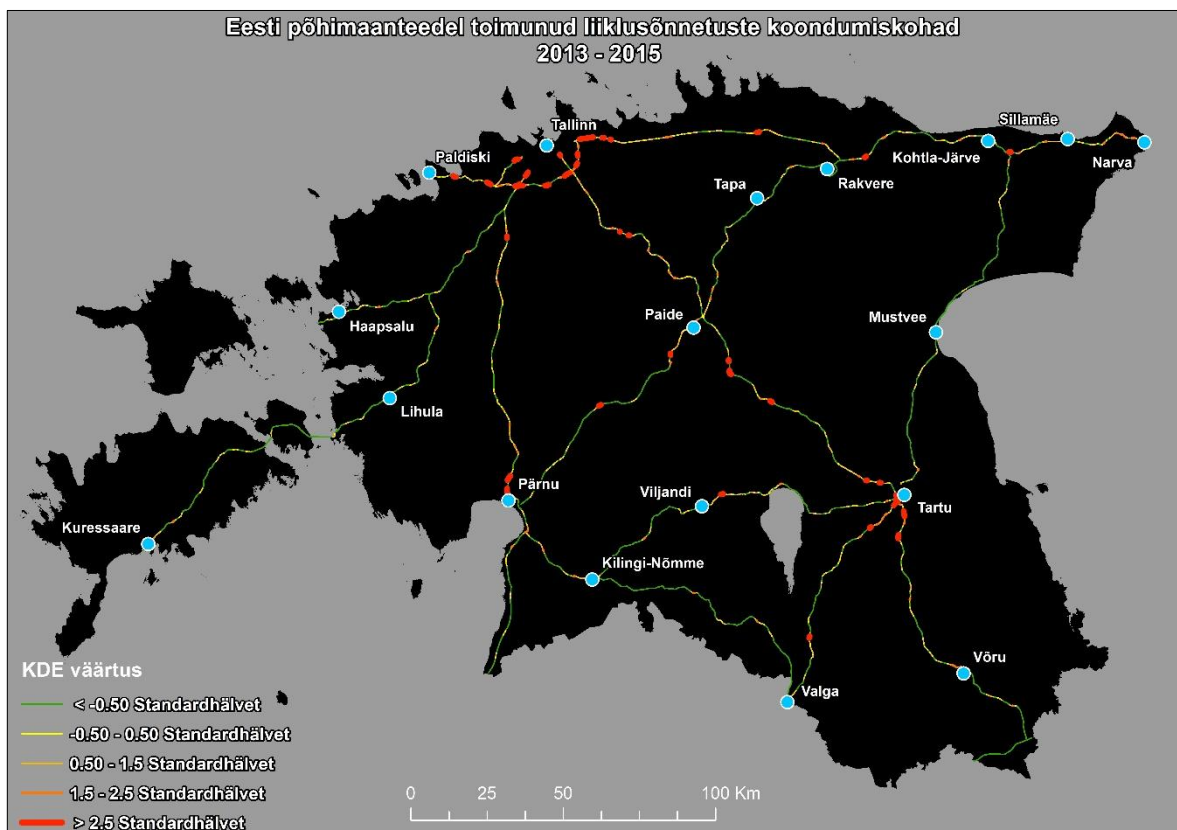 Eesti põhimaanteedel toimunud liiklusõnnetuste koondumiskohad
2013 - 2015
Tallinn
Sillamäe
Paldiski
Kohtla-Järve
Narva
Tapa
Rakvere
Haapsalu
Paide
Mustvee
Lihula
Pärnu
Viljandi
Tartu
Kuressaare
Kilingi-Nõmme
Võru
Valga
KDE väärtus
< -0.50 Standardhälvet
-0.50 - 0.50 Standardhälvet
0.50 - 1.5 Standardhälvet
1.5 - 2.5 Standardhälvet
> 2.5 Standardhälvet
0 25 50 100 Km